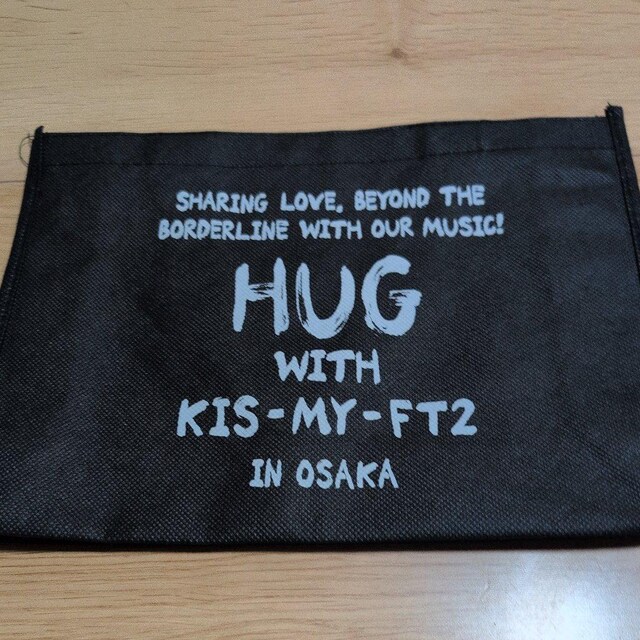 SHARING LOVE, BEYOND THE
BORDERLINE WITH OUR MUSIC!
HUG
WITH
KIS-MY-FT2
IN OSAKA